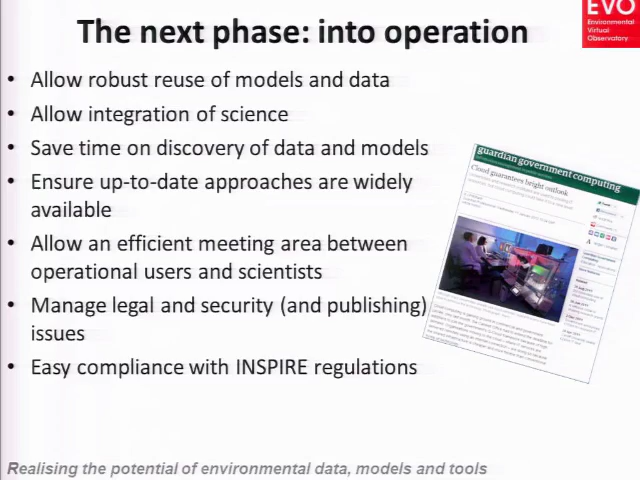 The next phase: into operation
EVO
Environmental
Virtual
Observatory
• Allow robust reuse of models and data
• Allow integration of science
• Save time on discovery of data and models
• Ensure up-to-date approaches are widely
available
• Allow an efficient meeting area between
operational users and scientists
• Manage legal and security (and publishing)
issues
• Easy compliance with INSPIRE regulations
guardian government computing
Cloud guarantees bright outlook
Realising the potential of environmental data, models and tools